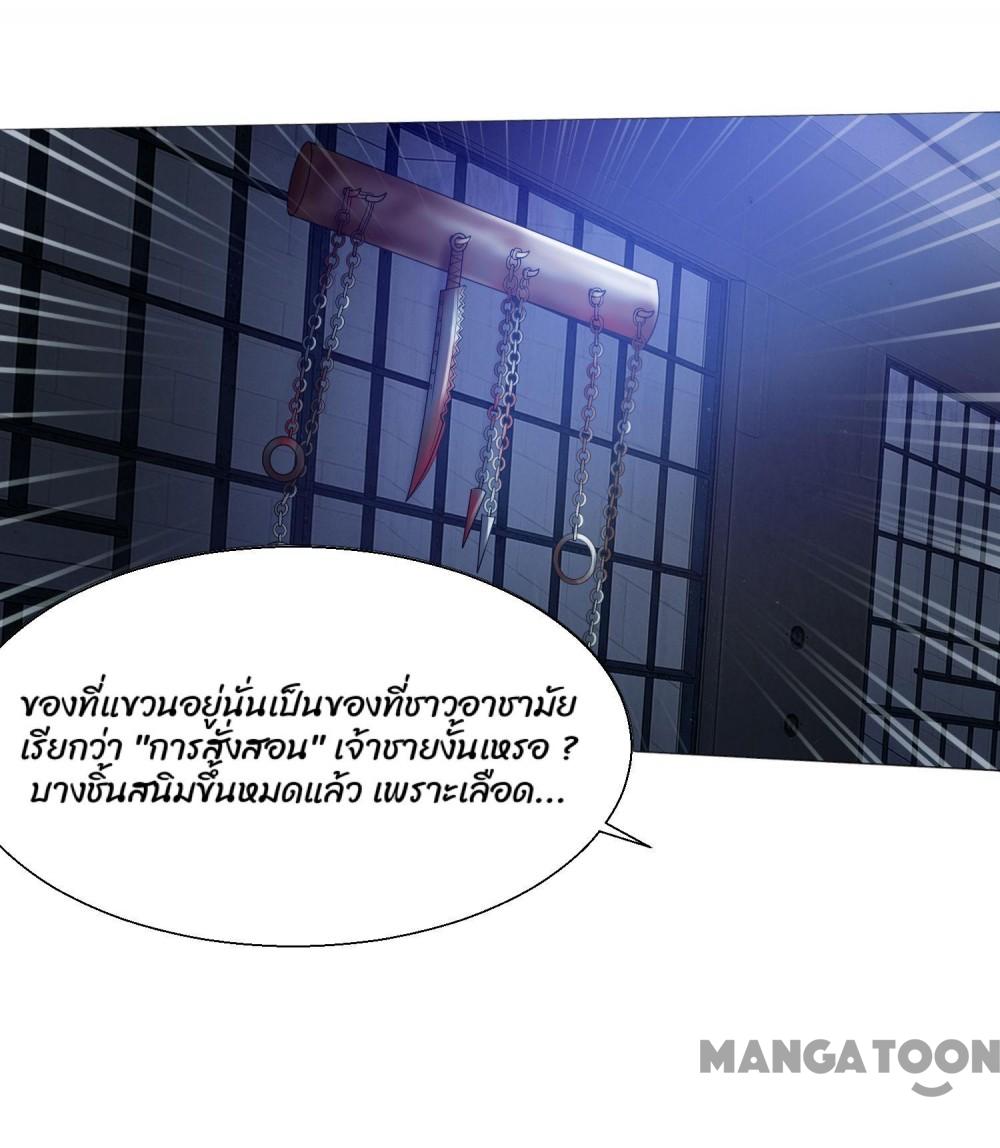 ของที่แขวนอยู่นั่นเป็นของที่ชาวอาชามัย
เรียกว่า "การสั่งสอน" เจ้าชายงั้นเหรอ ?
บางชิ้นสนิมขึ้นหมดแล้ว เพราะเลือด...
MANGATOON